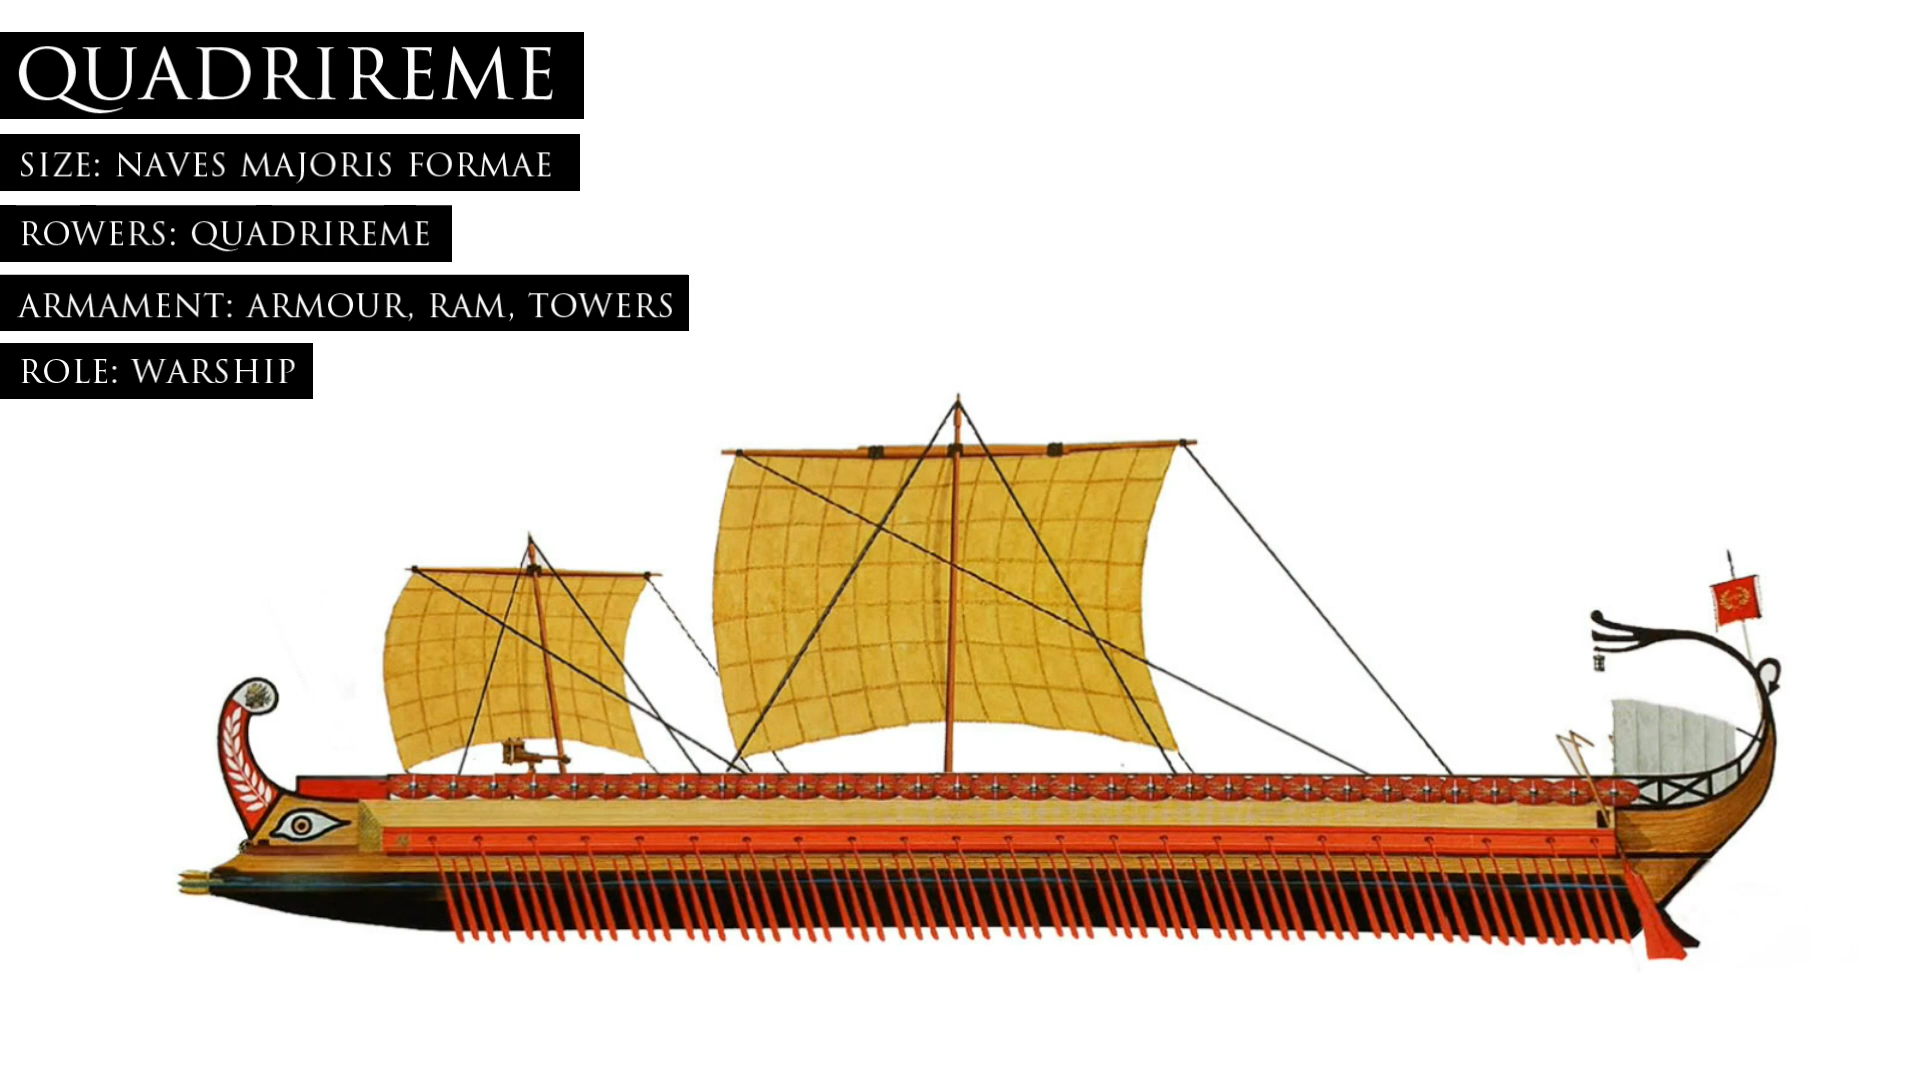 QUADRIREME
SIZE: NAVES MAJORIS FORMAE
ROWERS: QUADRIREME
ARMAMENT: ARMOUR, RAM, TOWERS
ROLE: WARSHIP